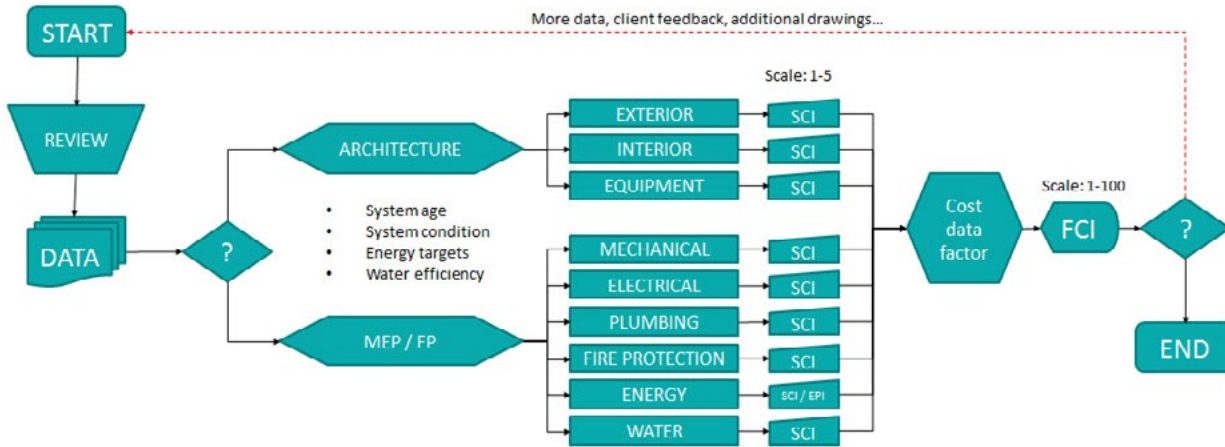 More data, client feedback, additional drawings...
START
REVIEW
DATA
?
ARCHITECTURE
• System age
• System condition
• Energy targets
• Water efficiency
MEP / FP
Scale: 1-5
EXTERIOR SCI
INTERIOR SCI
EQUIPMENT SCI
MECHANICAL SCI
ELECTRICAL SCI
PLUMBING SCI
FIRE PROTECTION SCI
ENERGY SCI / EPI
WATER SCI
Cost
data
factor
Scale: 1-100
FCI
?
END